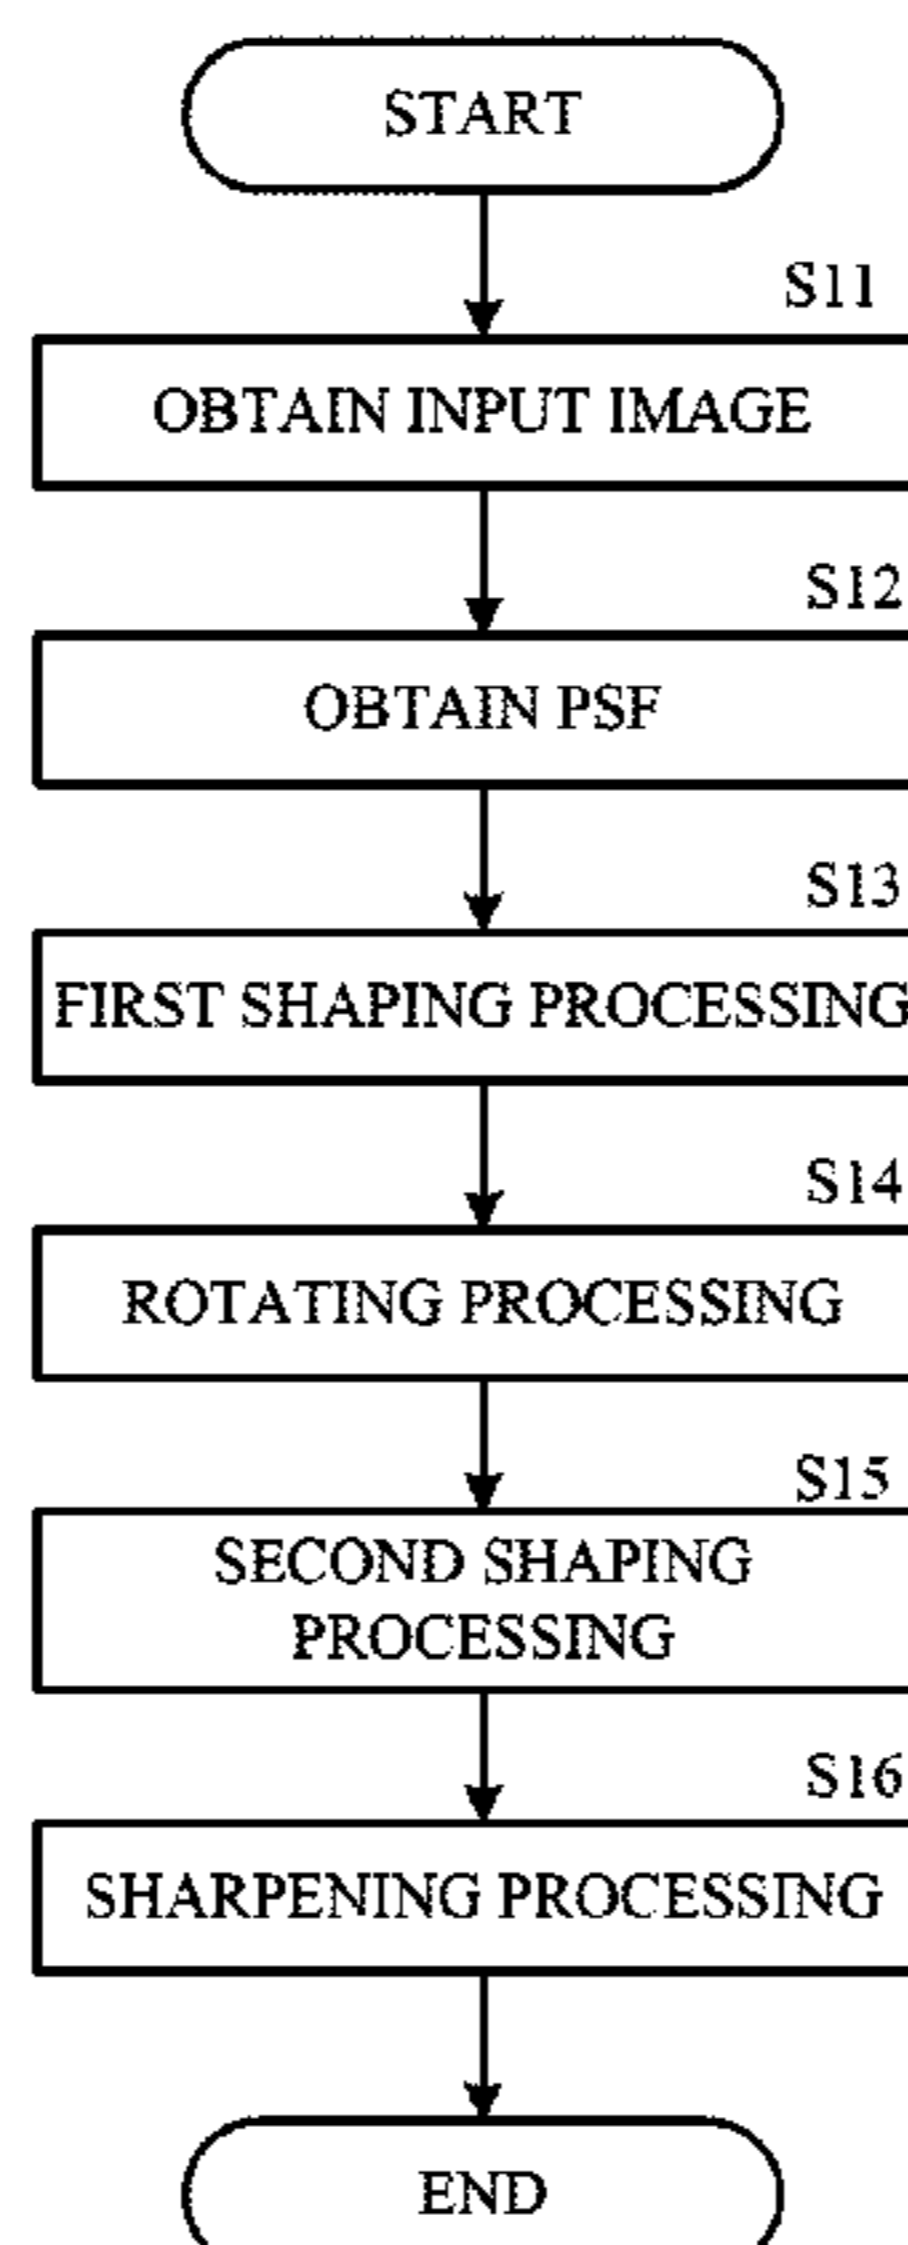 START
S11
OBTAIN INPUT IMAGE
S12
OBTAIN PSF
S13
FIRST SHAPING PROCESSING
S14
ROTATING PROCESSING
S15
SECOND SHAPING
PROCESSING
S16
SHARPENING PROCESSING
END